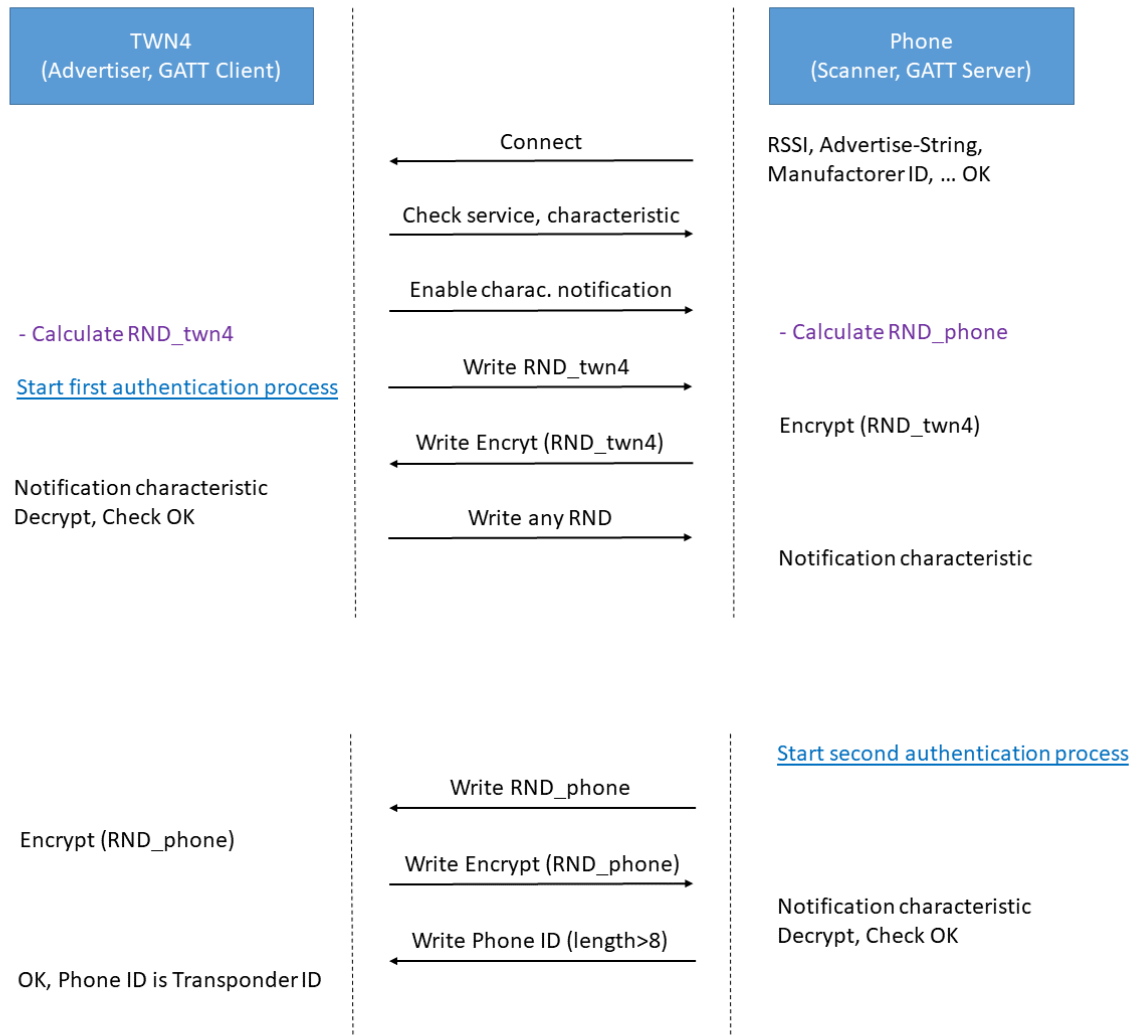 TWN4
(Advertiser, GATT Client)
Phone
(Scanner, GATT Server)
Connect
RSSI, Advertise-String,
Manufactorer ID, ... OK
Check service, characteristic
Enable charac. notification
- Calculate RND_twn4
- Calculate RND_phone
Write RND_twn4
Start first authentication process
Encrypt (RND_twn4)
Write Encryt (RND_twn4)
Notification characteristic
Decrypt, Check OK
Write any RND
Notification characteristic
Start second authentication process
Write RND_phone
Encrypt (RND_phone)
Write Encrypt (RND_phone)
Notification characteristic
Decrypt, Check OK
Write Phone ID (length>8)
OK, Phone ID is Transponder ID